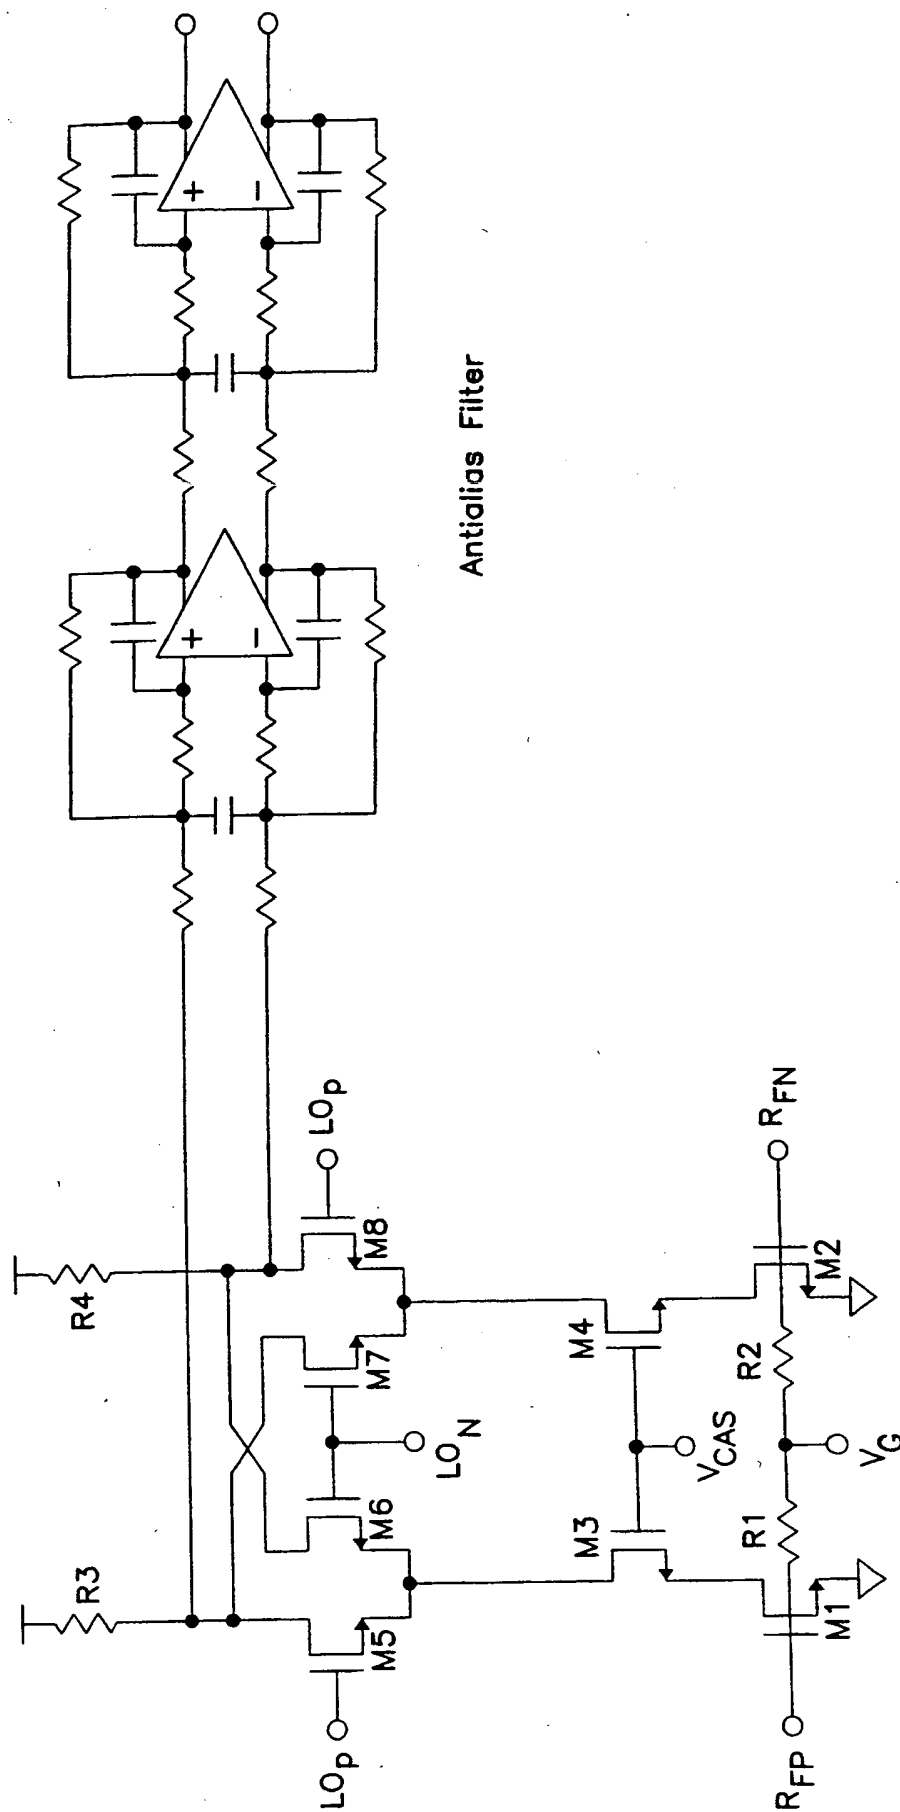 R3
R4
Antialias Filter
+
−
+
−
LOp
M5
M6
M7
M8
LOp
LON
M3
M4
VCAS
RFP
M1
R1
R2
M2
RFN
VG